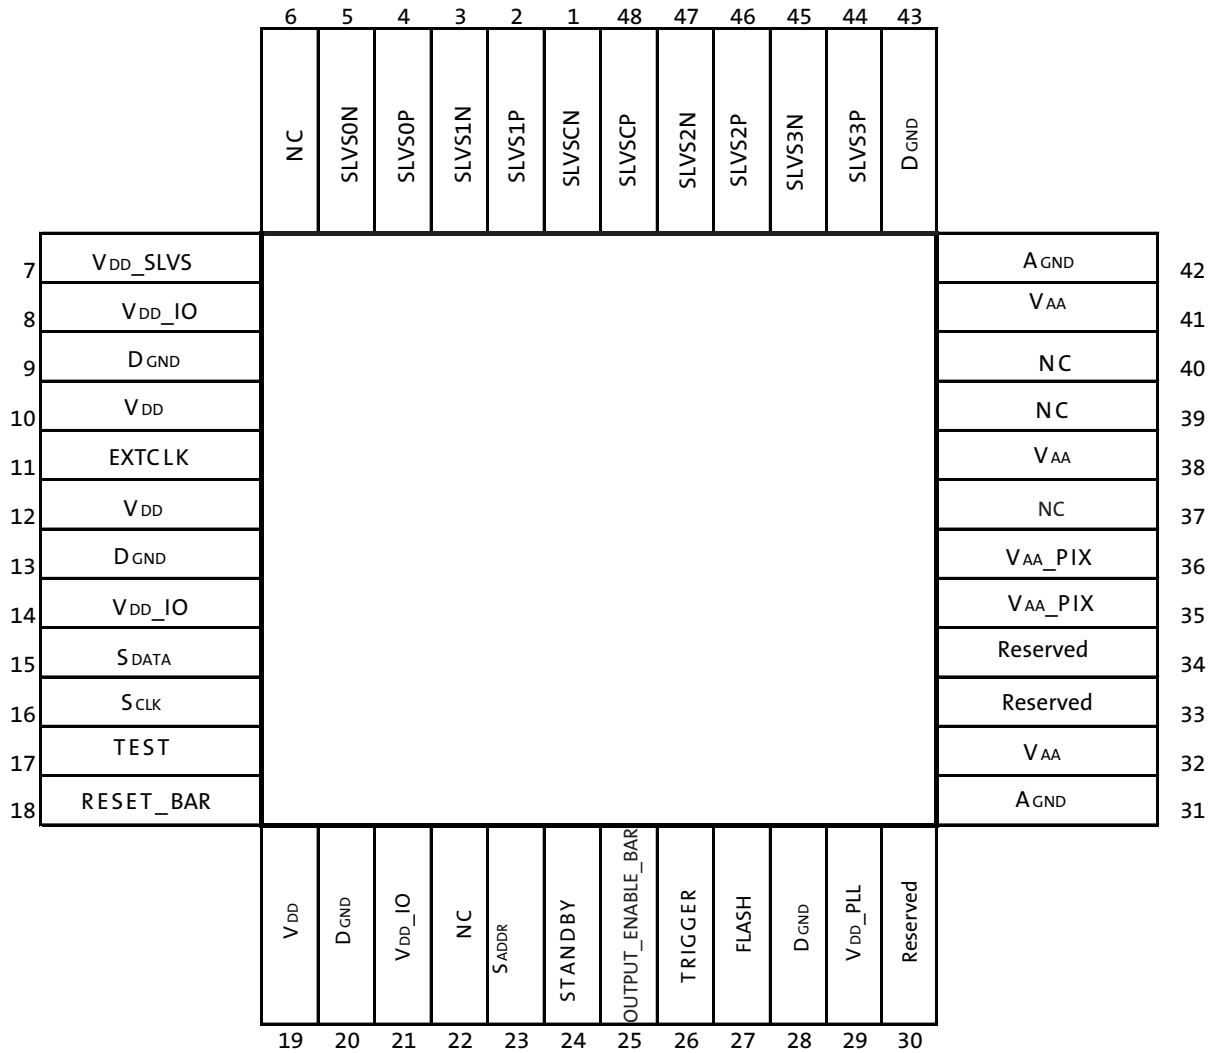 6 5 4 3 2 1 48 47 46 45 44 43
NC
SLVS0N
SLVS0P
SLVS1N
SLVS1P
SLVSCN
SLVSCP
SLVS2N
SLVS2P
SLVS3N
SLVS3P
DGND
7 VDD_SLVS
8 VDD_IO
9 DGND
10 VDD
11 EXTCLK
12 VDD
13 DGND
14 VDD_IO
15 SDATA
16 SCLK
17 TEST
18 RESET_BAR
AGND 42
VAA 41
NC 40
NC 39
VAA 38
NC 37
VAA_PIX 36
VAA_PIX 35
Reserved 34
Reserved 33
VAA 32
AGND 31
VDD
DGND
VDD_IO
NC
SADDR
STANDBY
OUTPUT_ENABLE_BAR
TRIGGER
FLASH
DGND
VDD_PLL
Reserved
19 20 21 22 23 24 25 26 27 28 29 30